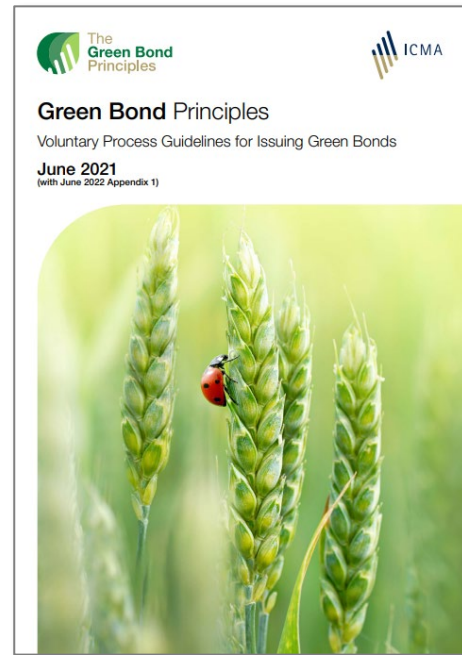 The
Green Bond
Principles
ICMA
Green Bond Principles
Voluntary Process Guidelines for Issuing Green Bonds
June 2021
(with June 2022 Appendix 1)